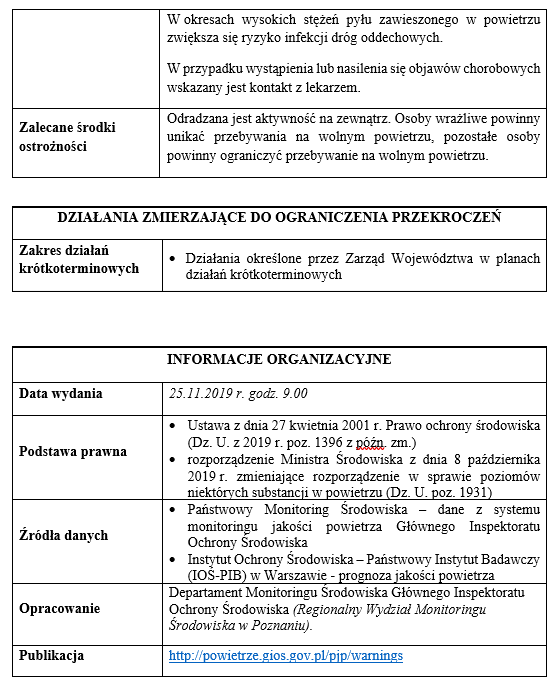 W okresach wysokich stężeń pyłu zawieszonego w powietrzu
zwiększa się ryzyko infekcji dróg oddechowych.
W przypadku wystąpienia lub nasilenia się objawów chorobowych
wskazany jest kontakt z lekarzem.
Zalecane środki
ostrożności
Odradzana jest aktywność na zewnątrz. Osoby wrażliwe powinny
unikać przebywania na wolnym powietrzu, pozostałe osoby
powinny ograniczyć przebywanie na wolnym powietrzu.
DZIAŁANIA ZMIERZAJĄCE DO OGRANICZENIA PRZEKROCZEŃ
Zakres działań
krótkoterminowych
• Działania określone przez Zarząd Województwa w planach
działań krótkoterminowych
INFORMACJE ORGANIZACYJNE
Data wydania
25.11.2019 r. godz. 9.00
Podstawa prawna
• Ustawa z dnia 27 kwietnia 2001 r. Prawo ochrony środowiska
(Dz. U. z 2019 r. poz. 1396 z późn. zm.)
• rozporządzenie Ministra Środowiska z dnia 8 października
2019 r. zmieniające rozporządzenie w sprawie poziomów
niektórych substancji w powietrzu (Dz. U. poz. 1931)
Źródła danych
• Państwowy Monitoring Środowiska – dane z systemu
monitoringu jakości powietrza Głównego Inspektoratu
Ochrony Środowiska
• Instytut Ochrony Środowiska – Państwowy Instytut Badawczy
(IOŚ-PIB) w Warszawie - prognoza jakości powietrza
Opracowanie
Departament Monitoringu Środowiska Głównego Inspektoratu
Ochrony Środowiska (Regionalny Wydział Monitoringu
Środowiska w Poznaniu).
Publikacja
http://powietrze.gios.gov.pl/pjp/warnings